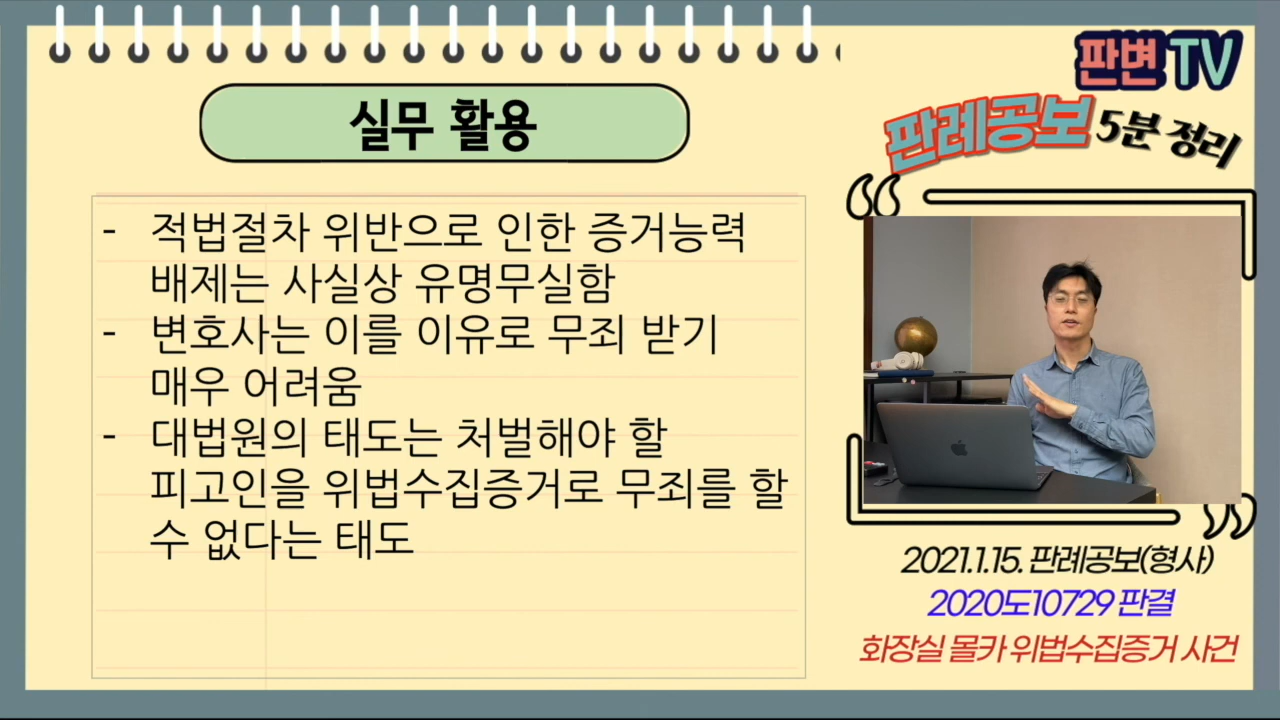 판변TV
판례공보 5분 정리
실무 활용
- 적법절차 위반으로 인한 증거능력
배제는 사실상 유명무실함
- 변호사는 이를 이유로 무죄 받기
매우 어려움
- 대법원의 태도는 처벌해야 할
피고인을 위법수집증거로 무죄를 할
수 없다는 태도
2021.1.15. 판례공보(형사)
2020도10729 판결
화장실 몰카 위법수집증거 사건